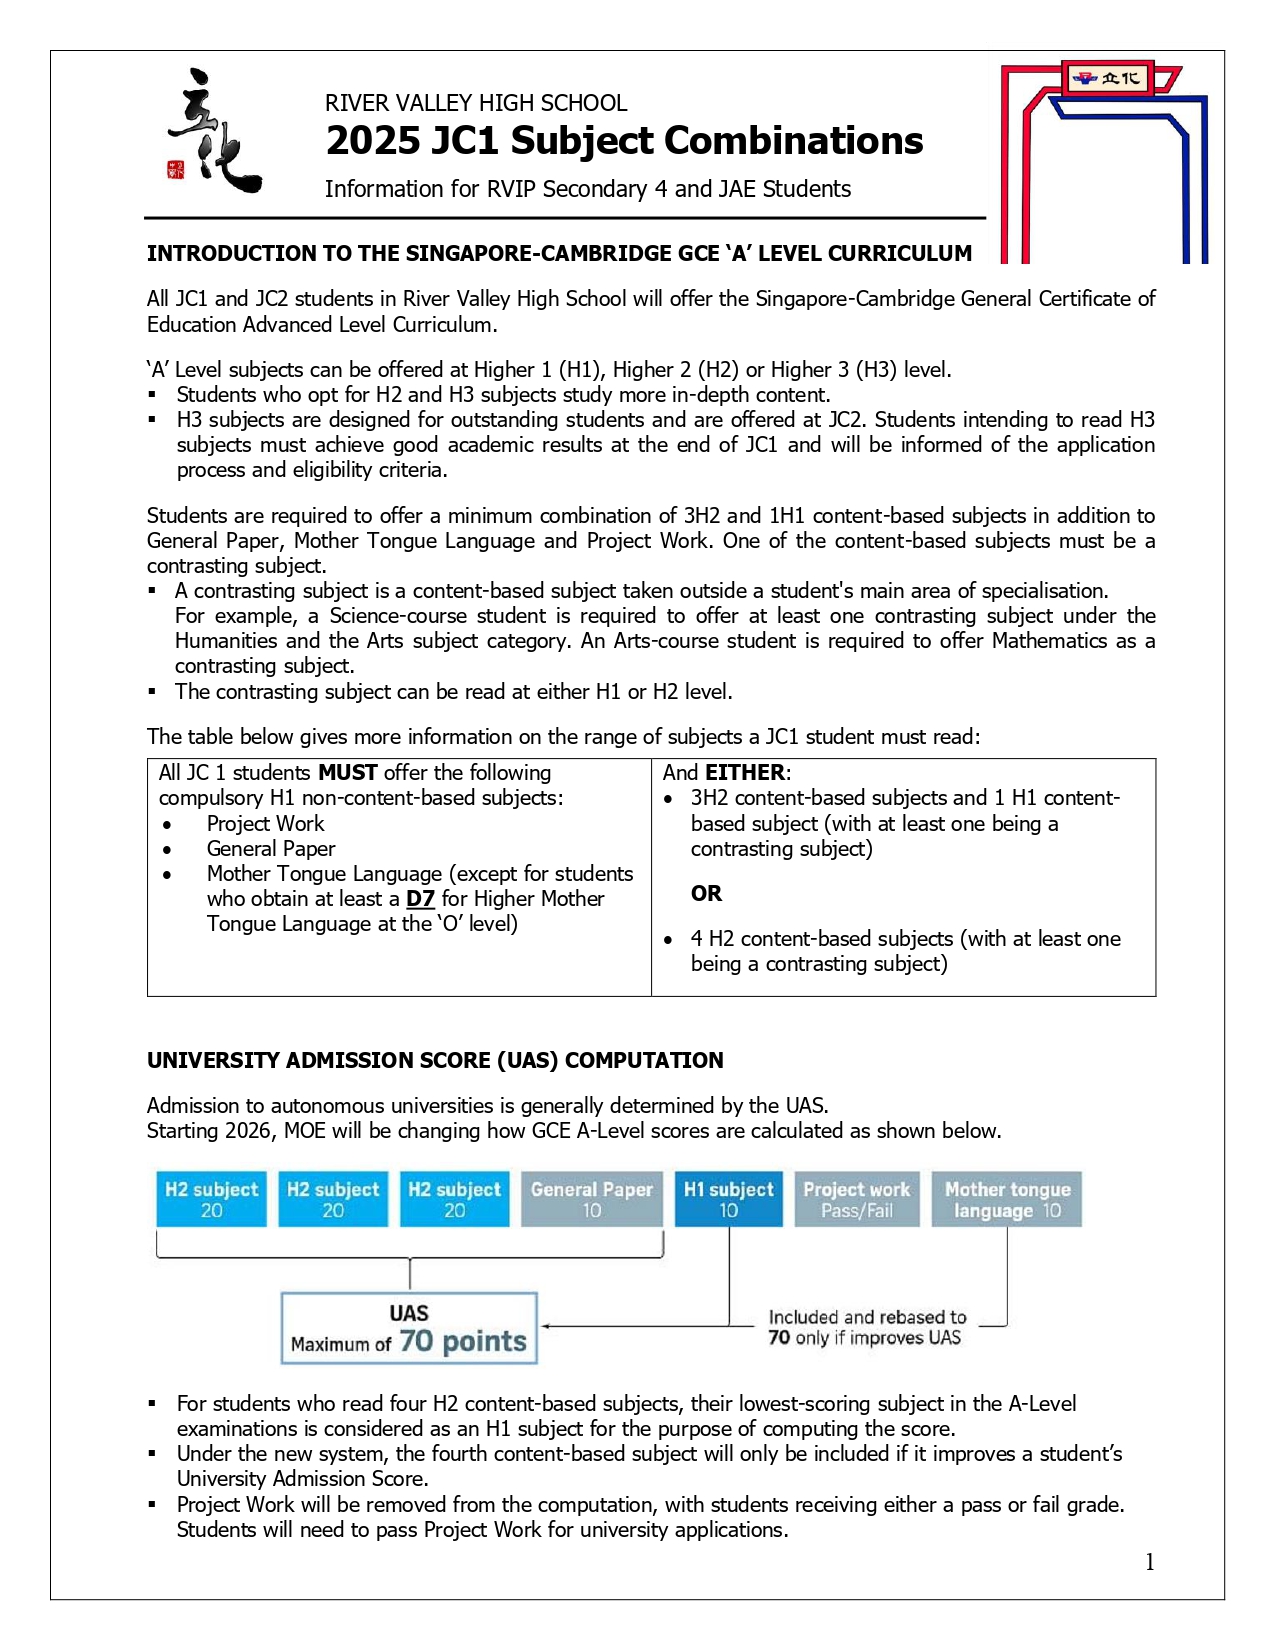 立化
立化
RIVER VALLEY HIGH SCHOOL
2025 JC1 Subject Combinations
Information for RVIP Secondary 4 and JAE Students
INTRODUCTION TO THE SINGAPORE-CAMBRIDGE GCE ‘A’ LEVEL CURRICULUM
All JC1 and JC2 students in River Valley High School will offer the Singapore-Cambridge General Certificate of
Education Advanced Level Curriculum.
‘A’ Level subjects can be offered at Higher 1 (H1), Higher 2 (H2) or Higher 3 (H3) level.
▪ Students who opt for H2 and H3 subjects study more in-depth content.
▪ H3 subjects are designed for outstanding students and are offered at JC2. Students intending to read H3
subjects must achieve good academic results at the end of JC1 and will be informed of the application
process and eligibility criteria.
Students are required to offer a minimum combination of 3H2 and 1H1 content-based subjects in addition to
General Paper, Mother Tongue Language and Project Work. One of the content-based subjects must be a
contrasting subject.
▪ A contrasting subject is a content-based subject taken outside a student's main area of specialisation.
For example, a Science-course student is required to offer at least one contrasting subject under the
Humanities and the Arts subject category. An Arts-course student is required to offer Mathematics as a
contrasting subject.
▪ The contrasting subject can be read at either H1 or H2 level.
The table below gives more information on the range of subjects a JC1 student must read:
All JC 1 students MUST offer the following
compulsory H1 non-content-based subjects:
• Project Work
• General Paper
• Mother Tongue Language (except for students
who obtain at least a D7 for Higher Mother
Tongue Language at the ‘O’ level)
And EITHER:
• 3H2 content-based subjects and 1 H1 content-
based subject (with at least one being a
contrasting subject)
OR
• 4 H2 content-based subjects (with at least one
being a contrasting subject)
UNIVERSITY ADMISSION SCORE (UAS) COMPUTATION
Admission to autonomous universities is generally determined by the UAS.
Starting 2026, MOE will be changing how GCE A-Level scores are calculated as shown below.
H2 subject
20
H2 subject
20
H2 subject
20
General Paper
10
H1 subject
10
Project work
Pass/Fail
Mother tongue
language 10
UAS
Maximum of 70 points
Included and rebased to
70 only if improves UAS
▪ For students who read four H2 content-based subjects, their lowest-scoring subject in the A-Level
examinations is considered as an H1 subject for the purpose of computing the score.
▪ Under the new system, the fourth content-based subject will only be included if it improves a student’s
University Admission Score.
▪ Project Work will be removed from the computation, with students receiving either a pass or fail grade.
Students will need to pass Project Work for university applications.
1